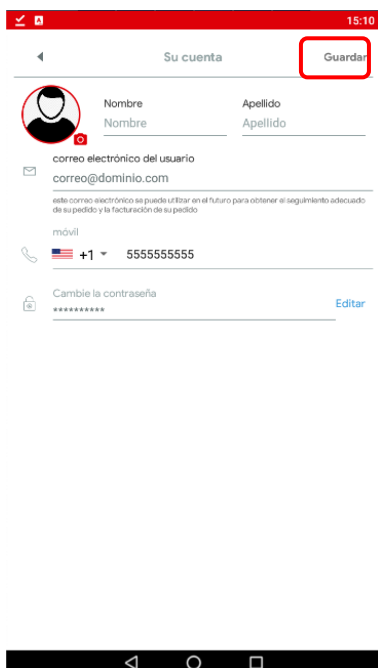 15:10
Su cuenta
Guardar
Nombre
Apellido
Nombre
Apellido
correo electrónico del usuario
correo@dominio.com
este correo electrónico se puede utilizar en el futuro para obtener el seguimiento adecuado
de su pedido y la facturación de su pedido
móvil
+1 5555555555
Cambie la contraseña
**********
Editar